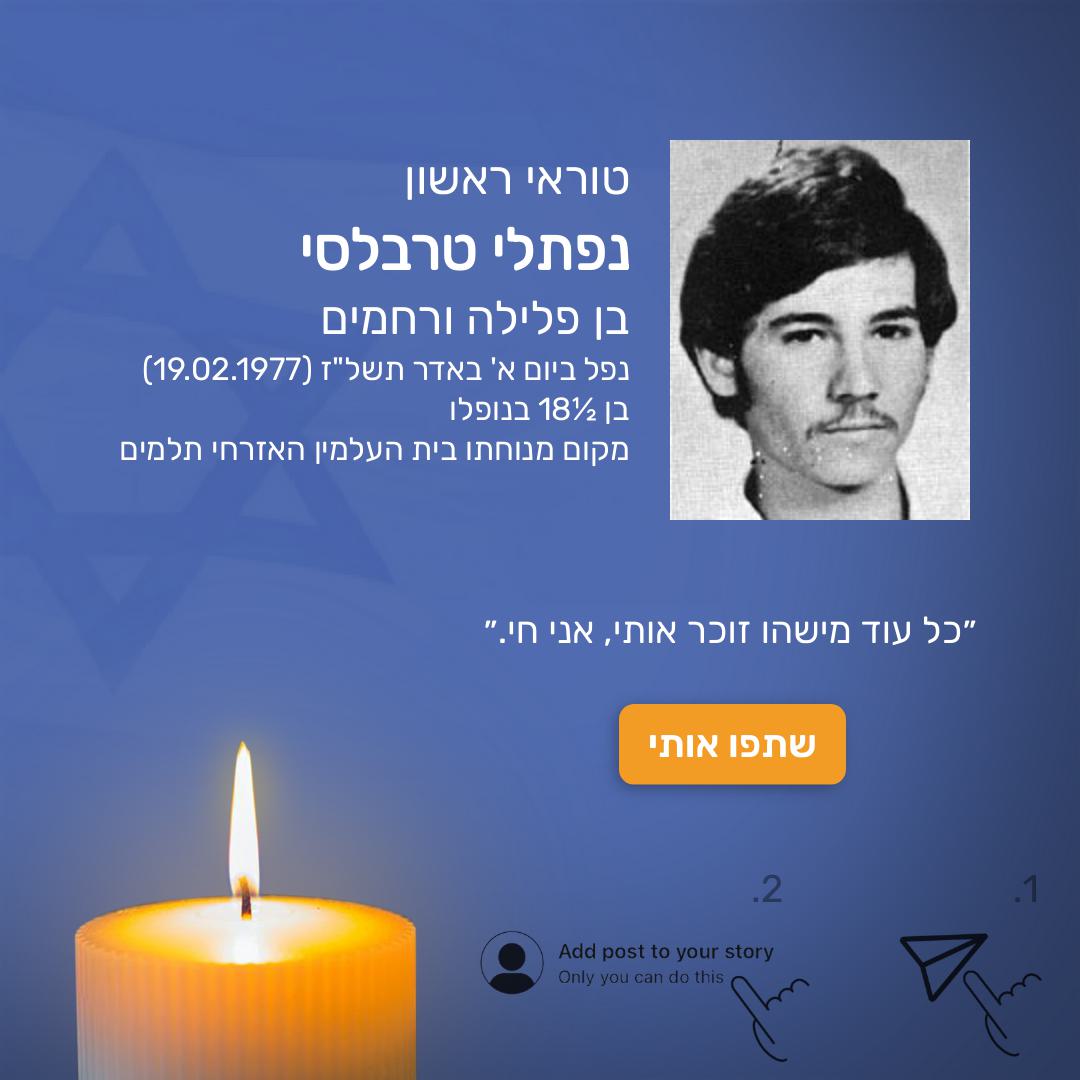 טוראי ראשון
נפתלי טרבלסי
בן פלילה ורחמים
נפל ביום א' באדר תשל"ז (19.02.1977)
בן 18½ בנופלו
מקום מנוחתו בית העלמין האזרחי תלמים
״כל עוד מישהו זוכר אותי, אני חי.״
שתפו אותי
1.
2.
Add post to your story
Only you can do this